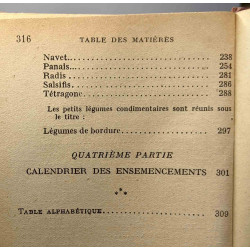 316 TABLE DES MATIÈRES
Navet. 238
Panais. 254
Radis 281
Salsifis. 286
Tétragone 288
Les petits légumes condimentaires sont réunis sous
le titre :
Légumes de bordure 297
QUATRIÈME PARTIE
CALENDRIER DES ENSEMENCEMENTS 301
TABLE ALPHABÉTIQUE. 309